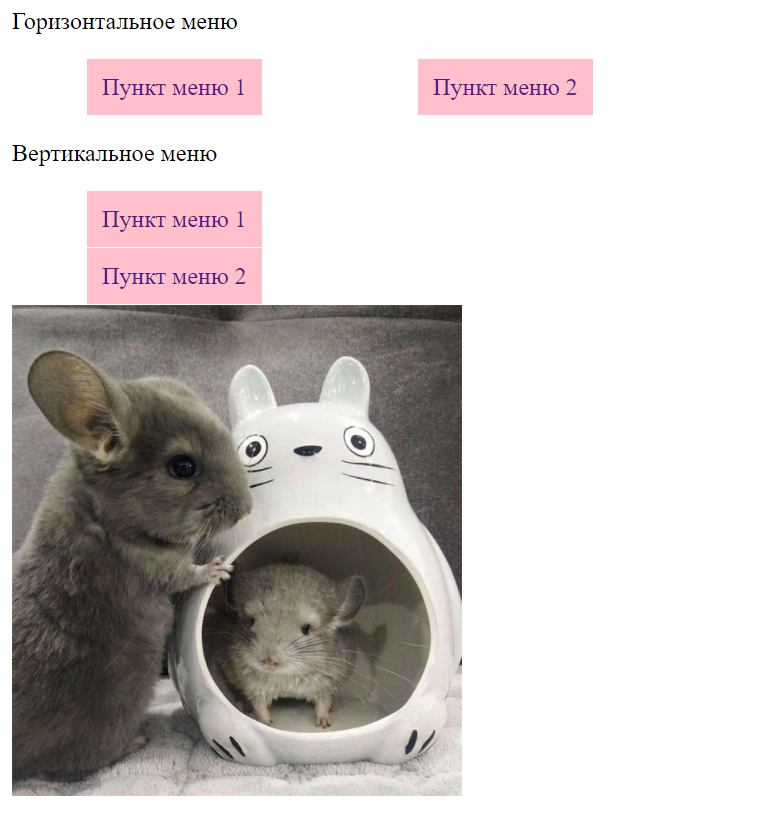 Горизонтальное меню
Пункт меню 1 Пункт меню 2
Вертикальное меню
Пункт меню 1
Пункт меню 2